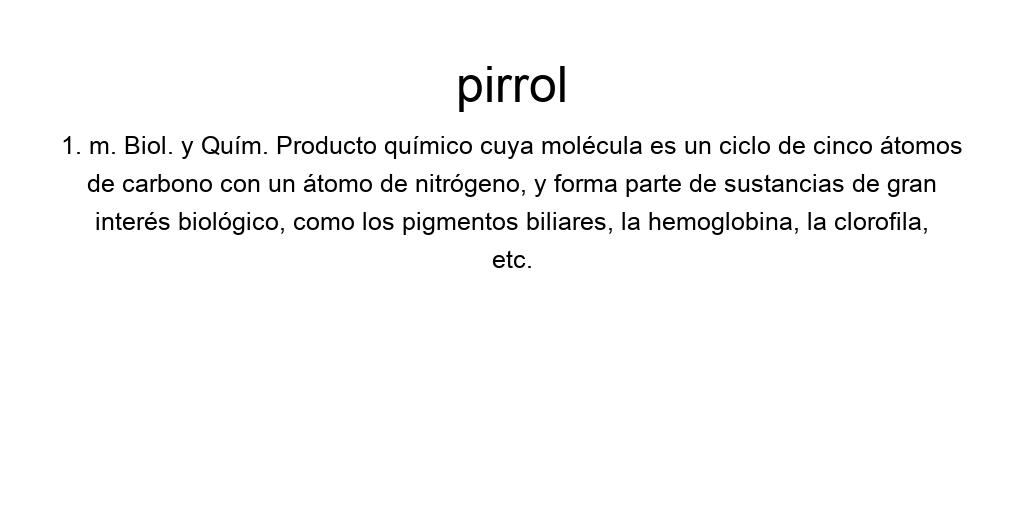 pirrol
1. m. Biol. y Quím. Producto químico cuya molécula es un ciclo de cinco átomos
de carbono con un átomo de nitrógeno, y forma parte de sustancias de gran
interés biológico, como los pigmentos biliares, la hemoglobina, la clorofila,
etc.